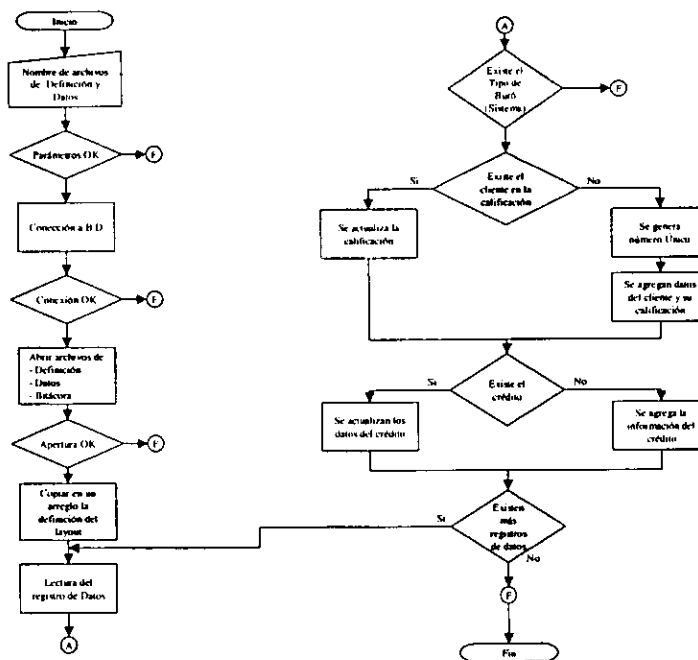 Inicio
Nombre de archivos
de Definición y
Datos
Parámetros OK
F
Conección a B D
Conexión OK
F
Abrir archivos de
- Definición
- Datos
- Bitácora
Apertura OK
F
Copiar en un
arreglo la
definición del
layout
Lectura del
registro de Datos
A
A
Existe el
Tipo de
Buró
(Sistema)
F
Si
Existe el
cliente en la
calificación
No
Se actualiza la
calificación
Se genera
número Único
Se agregan datos
del cliente y su
calificación
Si
Existe el
crédito
No
Se actualizan los
datos del crédito
Se agrega la
información del
crédito
Si
Existen
más
registros
de datos
No
F
Fin